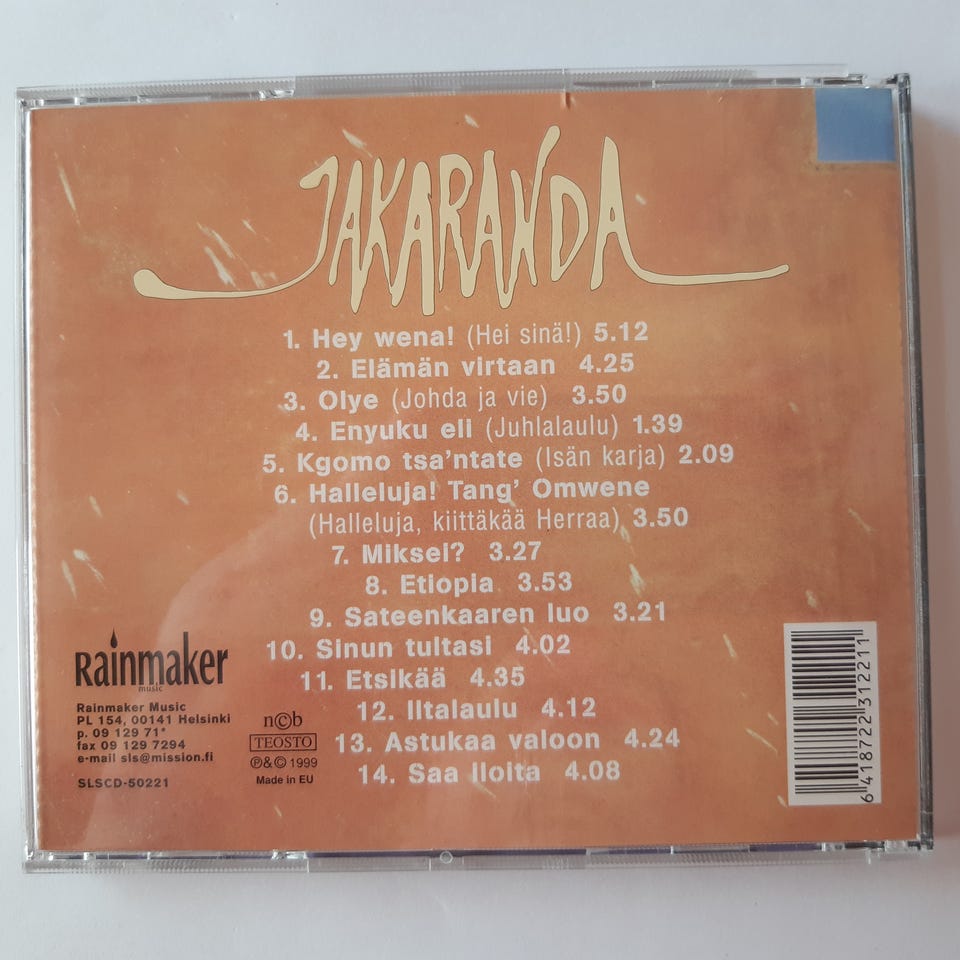 JAKARANDA
1. Hey wena! (Hei sinä!) 5.12
2. Elämän virtaan 4.25
3. Olye (Johda ja vie) 3.50
4. Enyuku eli (Juhlalaulu) 1.39
5. Kgomo tsa'ntate (Isän karja) 2.09
6. Halleluja! Tang' Omwene
(Halleluja, kiittäkää Herraa) 3.50
7. Miksei? 3.27
8. Etiopia 3.53
9. Sateenkaaren luo 3.21
10. Sinun tultasi 4.02
11. Etsikää 4.35
12. Iltalaulu 4.12
13. Astukaa valoon 4.24
14. Saa iloita 4.08
Rainmaker
music
Rainmaker Music
PL 154, 00141 Helsinki
p. 09 129 71*
fax 09 129 7294
e-mail sls@mission.fi
SLSCD-50221
ncb
TEOSTO
℗&© 1999
Made in EU
6 418722 312211